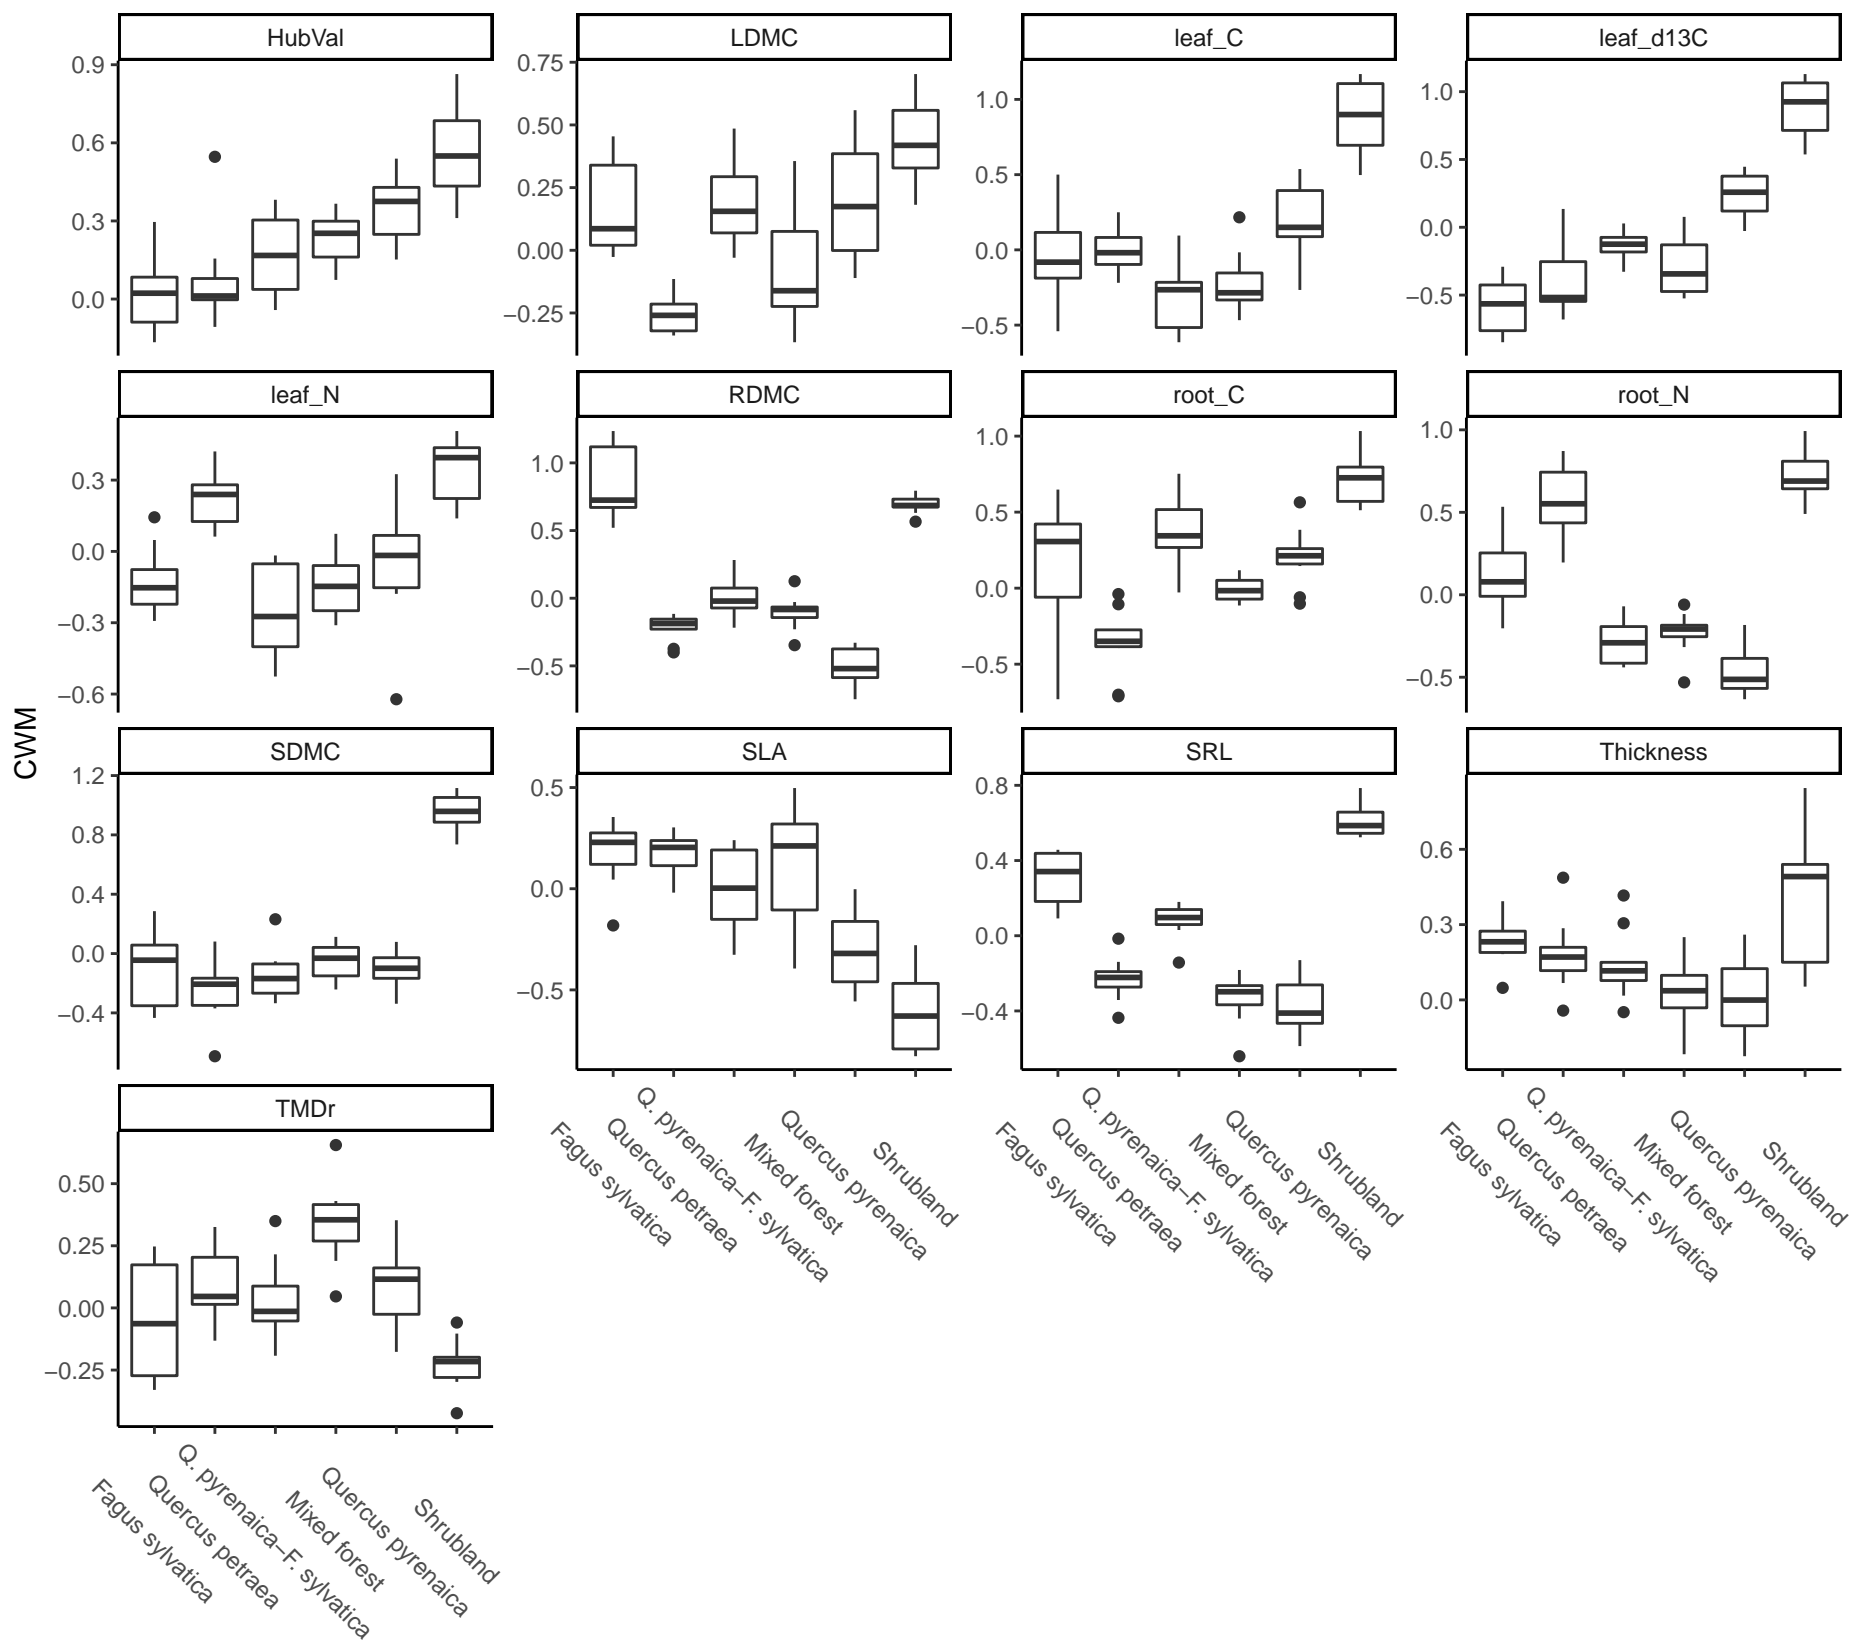 HubVal
LDMC
leaf_C
leaf_d13C
0.9
0.6
0.3
0.0
0.75
0.50
0.25
0.00
−0.25
1.0
0.5
0.0
−0.5
1.0
0.5
0.0
−0.5
leaf_N
RDMC
root_C
root_N
0.3
0.0
−0.3
−0.6
1.0
0.5
0.0
−0.5
1.0
0.5
0.0
−0.5
1.0
0.5
0.0
−0.5
CWM
SDMC
SLA
SRL
Thickness
1.2
0.8
0.4
0.0
−0.4
0.5
0.0
−0.5
0.8
0.4
0.0
−0.4
0.6
0.3
0.0
Fagus sylvatica
Quercus petraea
Q. pyrenaica−F. sylvatica
Mixed forest
Quercus pyrenaica
Shrubland
Fagus sylvatica
Quercus petraea
Q. pyrenaica−F. sylvatica
Mixed forest
Quercus pyrenaica
Shrubland
Fagus sylvatica
Quercus petraea
Q. pyrenaica−F. sylvatica
Mixed forest
Quercus pyrenaica
Shrubland
TMDr
0.50
0.25
0.00
−0.25
Fagus sylvatica
Quercus petraea
Q. pyrenaica−F. sylvatica
Mixed forest
Quercus pyrenaica
Shrubland